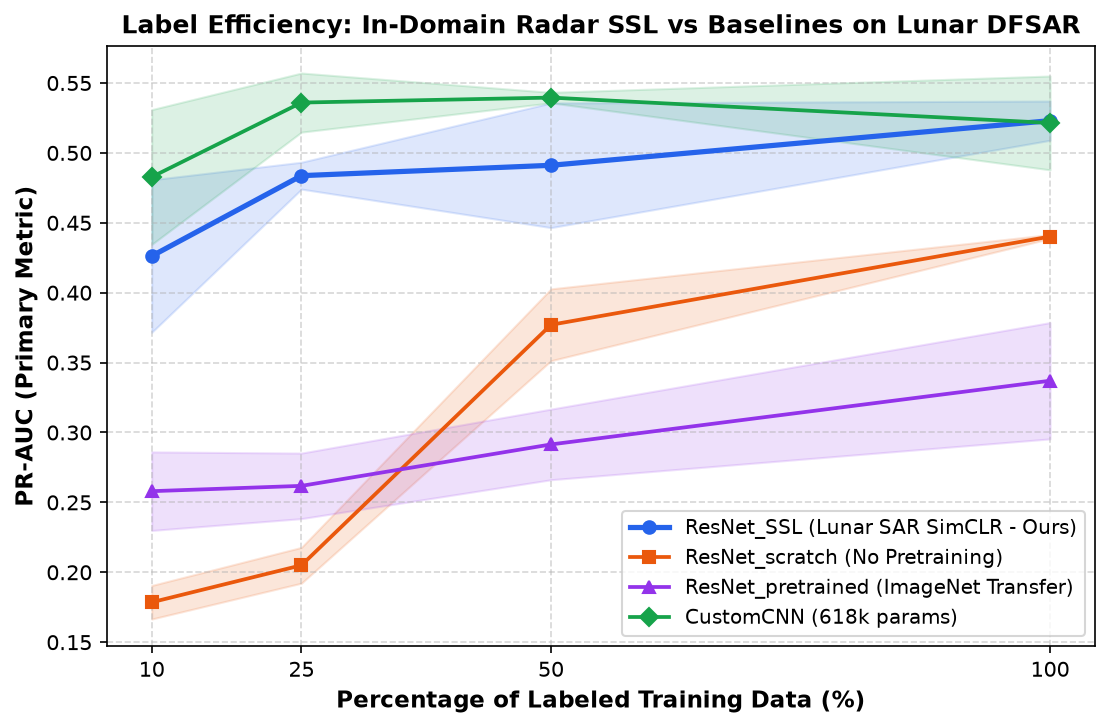 Label Efficiency: In-Domain Radar SSL vs Baselines on Lunar DFSAR
PR-AUC (Primary Metric)
0.55
0.50
0.45
0.40
0.35
0.30
0.25
0.20
0.15
ResNet_SSL (Lunar SAR SimCLR - Ours)
ResNet_scratch (No Pretraining)
ResNet_pretrained (ImageNet Transfer)
CustomCNN (618k params)
10 25 50 100
Percentage of Labeled Training Data (%)